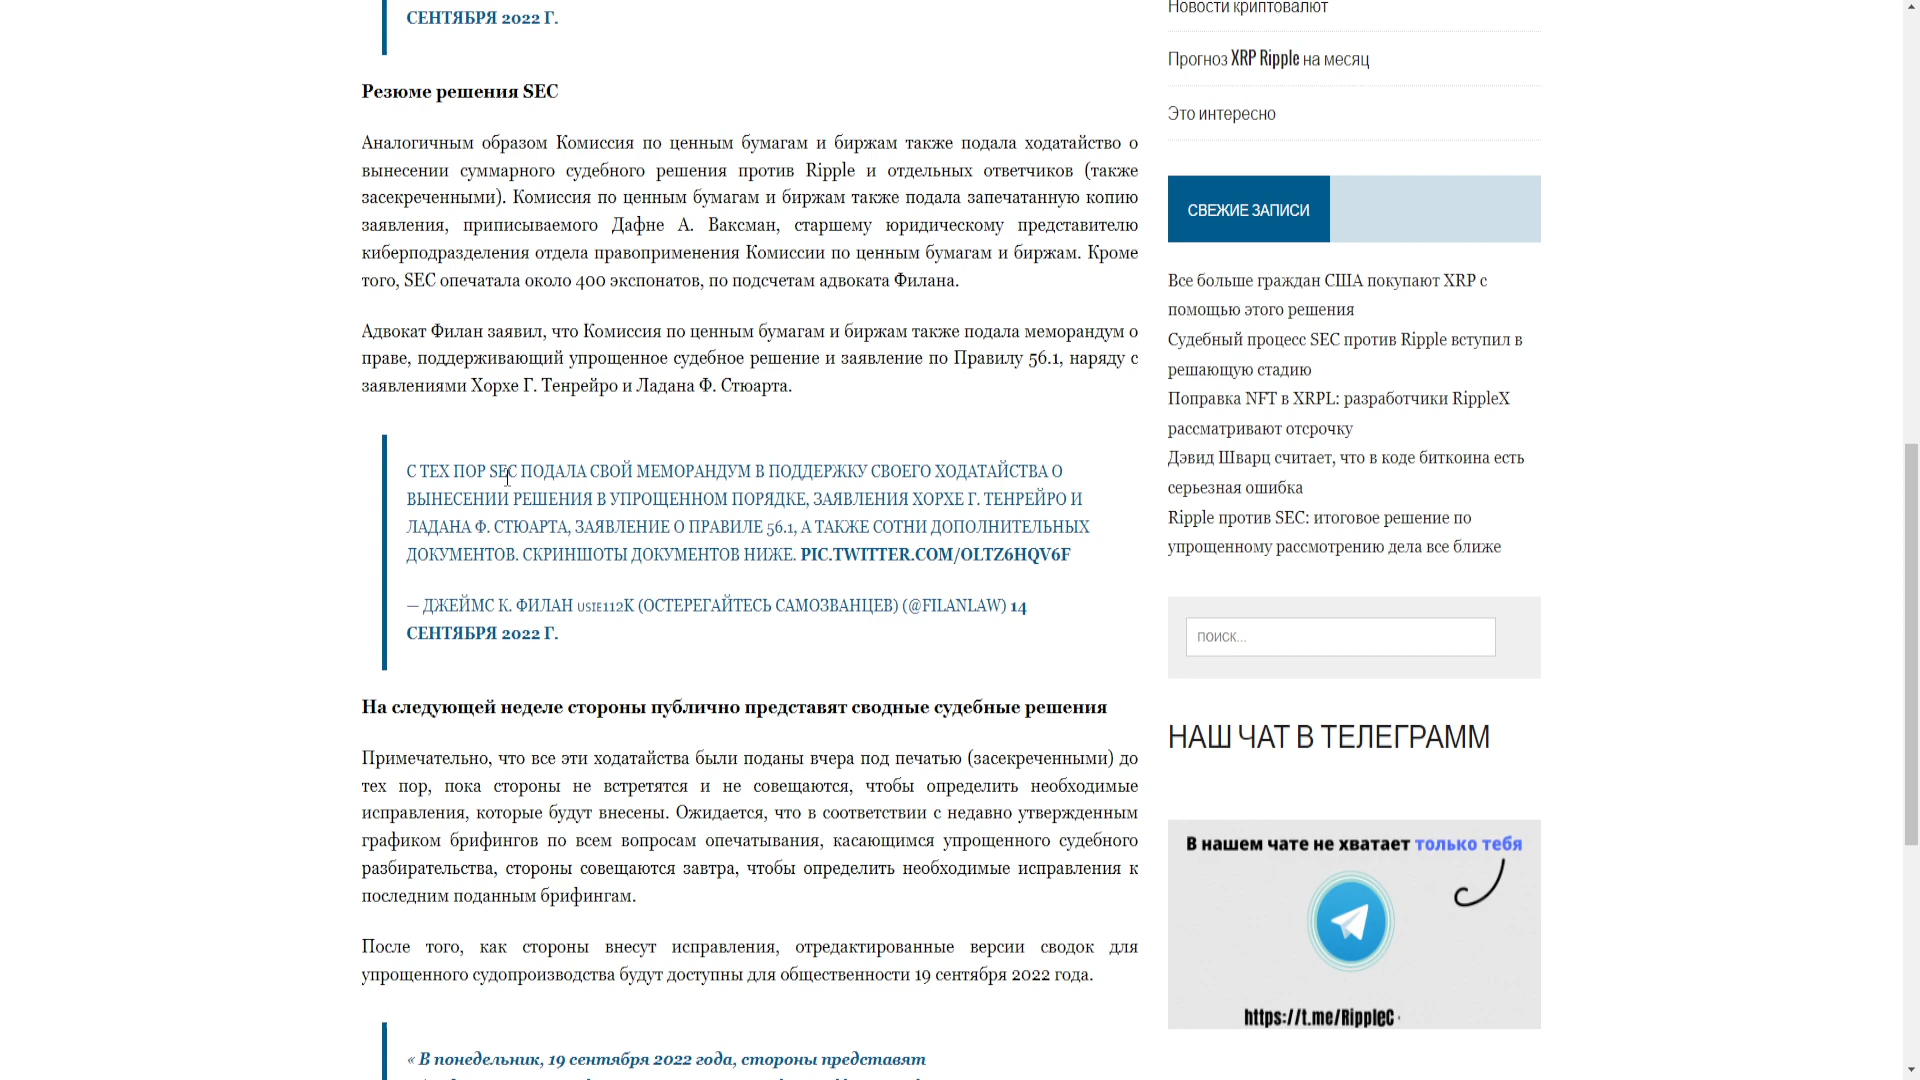 СЕНТЯБРЯ 2022 Г.
Резюме решения SEC
Аналогичным образом Комиссия по ценным бумагам и биржам также подала ходатайство о
вынесении суммарного судебного решения против Ripple и отдельных ответчиков (также
засекреченными). Комиссия по ценным бумагам и биржам также подала запечатанную копию
заявления, приписываемого Дафне А. Ваксман, старшему юридическому представителю
киберподразделения отдела правоприменения Комиссии по ценным бумагам и биржам. Кроме
того, SEC опечатала около 400 экспонатов, по подсчетам адвоката Филана.
Адвокат Филан заявил, что Комиссия по ценным бумагам и биржам также подала меморандум о
праве, поддерживающий упрощенное судебное решение и заявление по Правилу 56.1, наряду с
заявлениями Хорхе Г. Тенрейро и Ладана Ф. Стюарта.
С ТЕХ ПОР SEC ПОДАЛА СВОЙ МЕМОРАНДУМ В ПОДДЕРЖКУ СВОЕГО ХОДАТАЙСТВА О
ВЫНЕСЕНИИ РЕШЕНИЯ В УПРОЩЕННОМ ПОРЯДКЕ, ЗАЯВЛЕНИЯ ХОРХЕ Г. ТЕНРЕЙРО И
ЛАДАНА Ф. СТЮАРТА, ЗАЯВЛЕНИЕ О ПРАВИЛЕ 56.1, А ТАКЖЕ СОТНИ ДОПОЛНИТЕЛЬНЫХ
ДОКУМЕНТОВ. СКРИНШОТЫ ДОКУМЕНТОВ НИЖЕ. PIC.TWITTER.COM/OLTZ6HQV6F
— ДЖЕЙМС К. ФИЛАН USIE112K (ОСТЕРЕГАЙТЕСЬ САМОЗВАНЦЕВ) (@FILANLAW) 14
СЕНТЯБРЯ 2022 Г.
На следующей неделе стороны публично представят сводные судебные решения
Примечательно, что все эти ходатайства были поданы вчера под печатью (засекреченными) до
тех пор, пока стороны не встретятся и не совещаются, чтобы определить необходимые
исправления, которые будут внесены. Ожидается, что в соответствии с недавно утвержденным
графиком брифингов по всем вопросам опечатывания, касающимся упрощенного судебного
разбирательства, стороны совещаются завтра, чтобы определить необходимые исправления к
последним поданным брифингам.
После того, как стороны внесут исправления, отредактированные версии сводок для
упрощенного судопроизводства будут доступны для общественности 19 сентября 2022 года.
« В понедельник, 19 сентября 2022 года, стороны представят
Новости криптовалют
Прогноз XRP Ripple на месяц
Это интересно
СВЕЖИЕ ЗАПИСИ
Все больше граждан США покупают XRP с
помощью этого решения
Судебный процесс SEC против Ripple вступил в
решающую стадию
Поправка NFT в XRPL: разработчики RippleX
рассматривают отсрочку
Дэвид Шварц считает, что в коде биткоина есть
серьезная ошибка
Ripple против SEC: итоговое решение по
упрощенному рассмотрению дела все ближе
ПОИСК...
НАШ ЧАТ В ТЕЛЕГРАММ
В нашем чате не хватает только тебя
https://t.me/RippleC